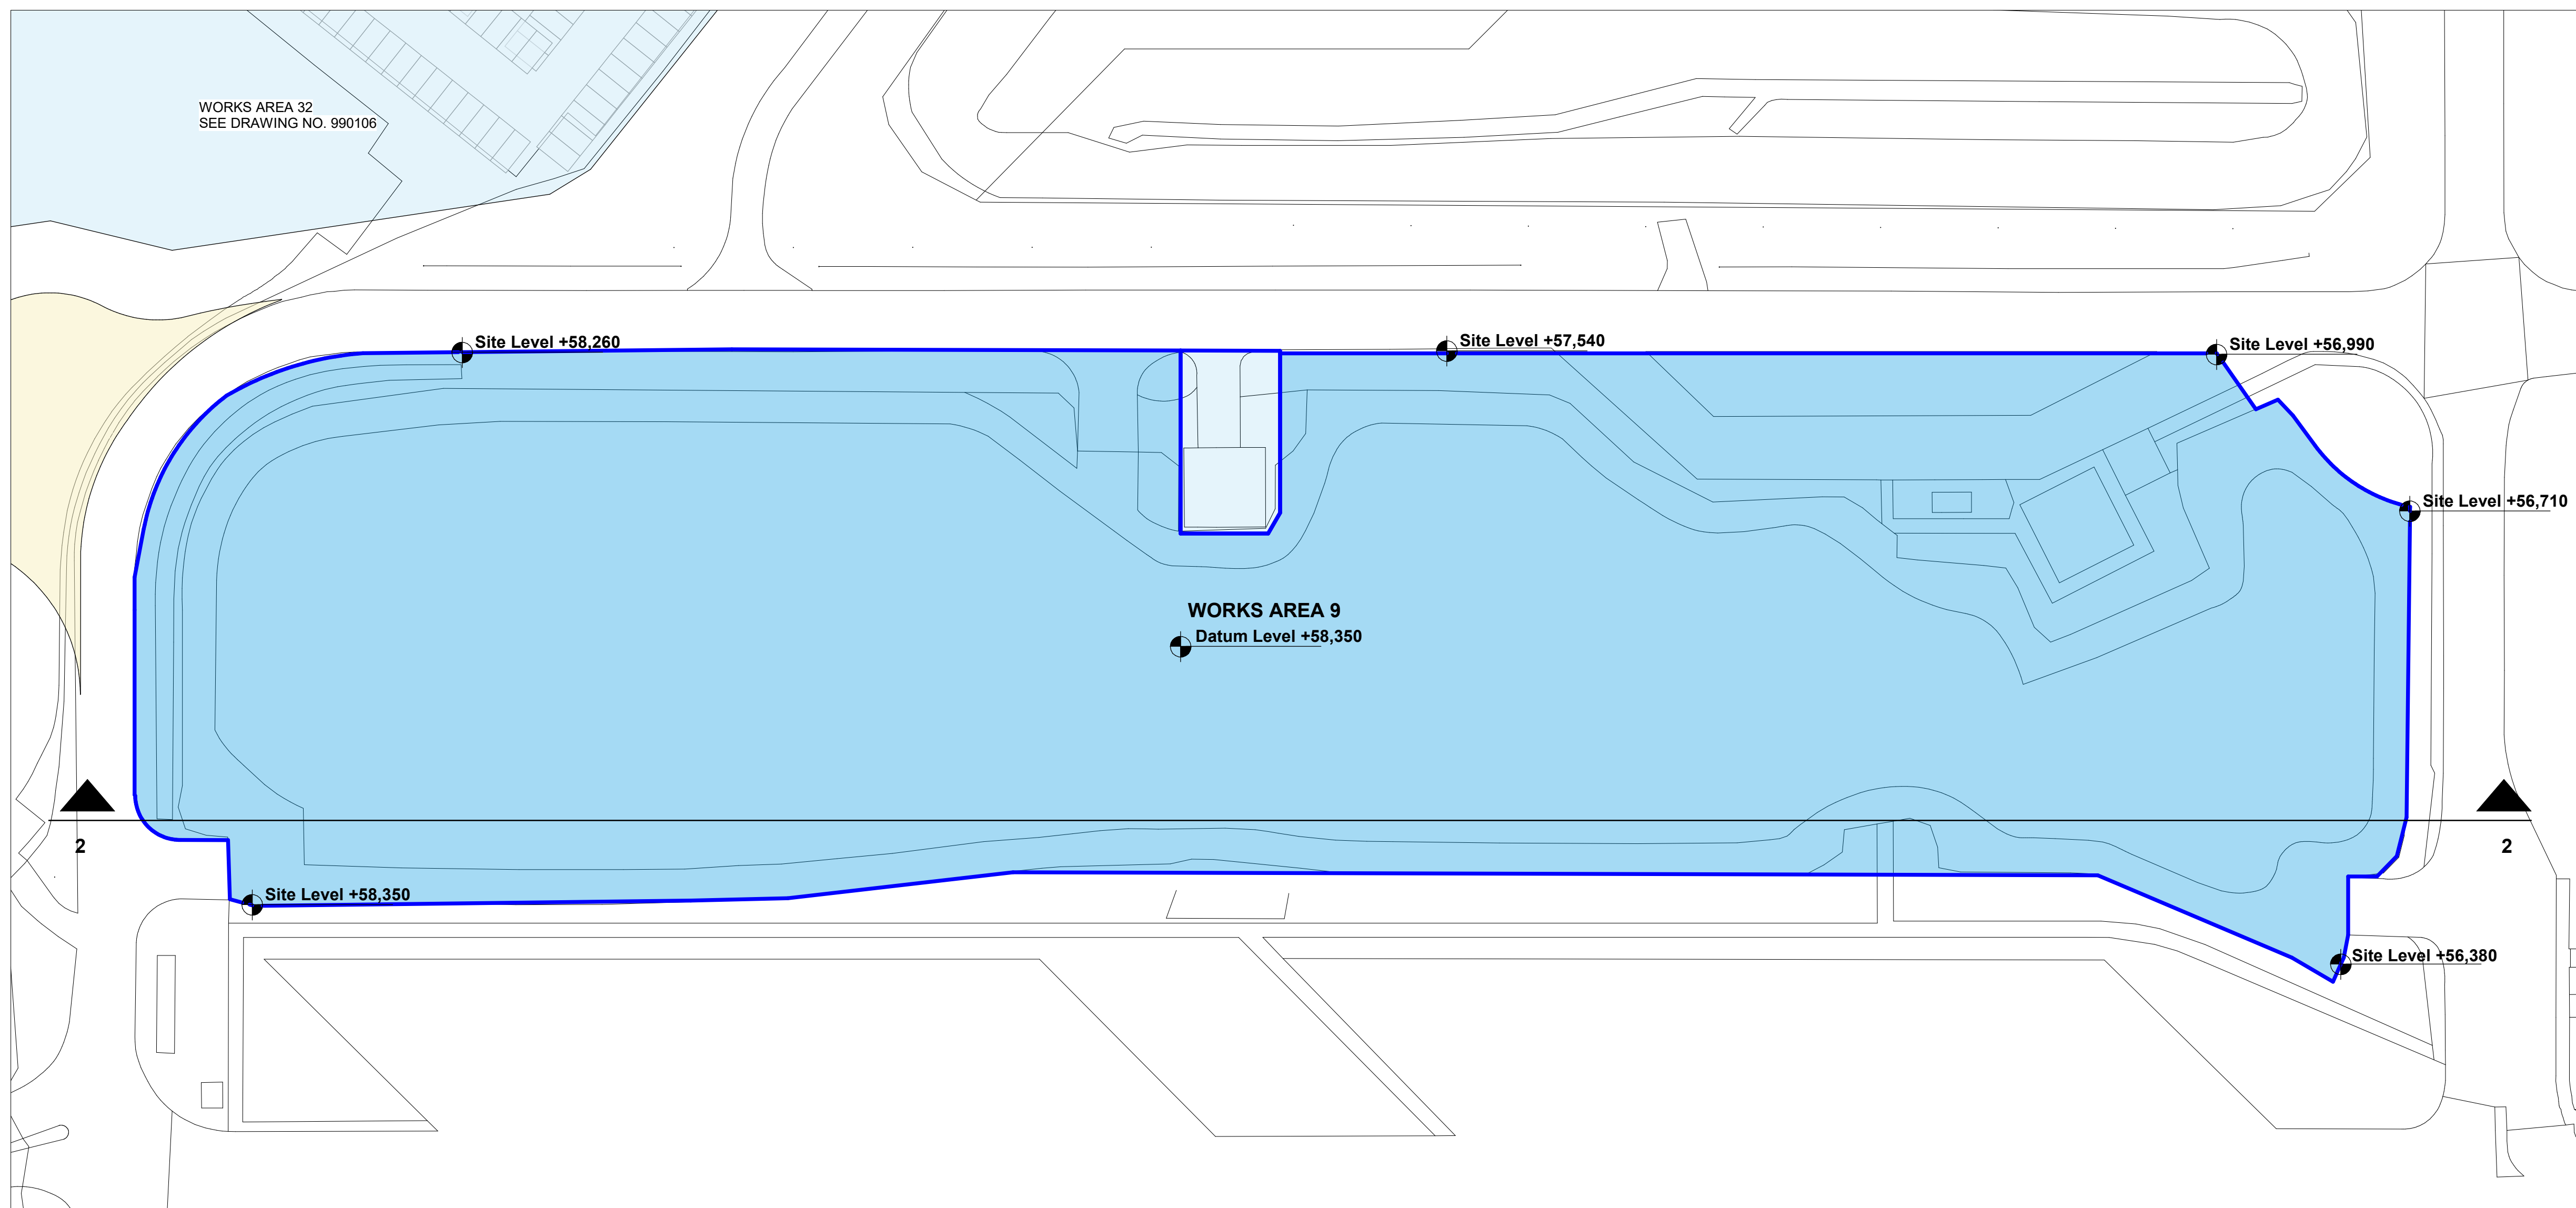 WORKS AREA 32
SEE DRAWING NO. 990106
Site Level +58,260
Site Level +57,540
Site Level +56,990
Site Level +56,710
WORKS AREA 9
Datum Level +58,350
2
2
Site Level +58,350
Site Level +56,380